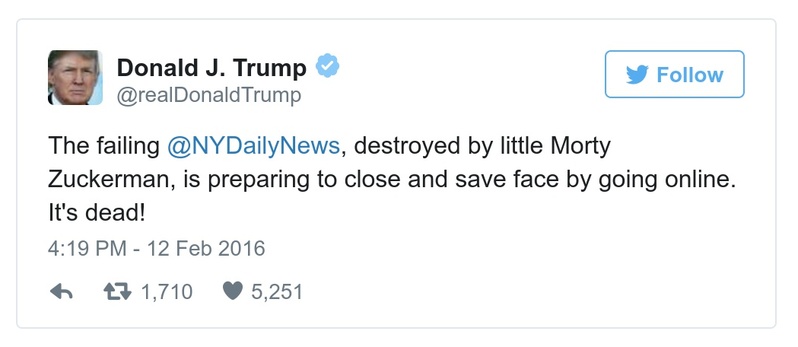 Donald J. Trump
Follow
@realDonaldTrump
The failing @NYDailyNews, destroyed by little Morty
Zuckerman, is preparing to close and save face by going online.
It's dead!
4:19 PM - 12 Feb 2016
1,710 5,251